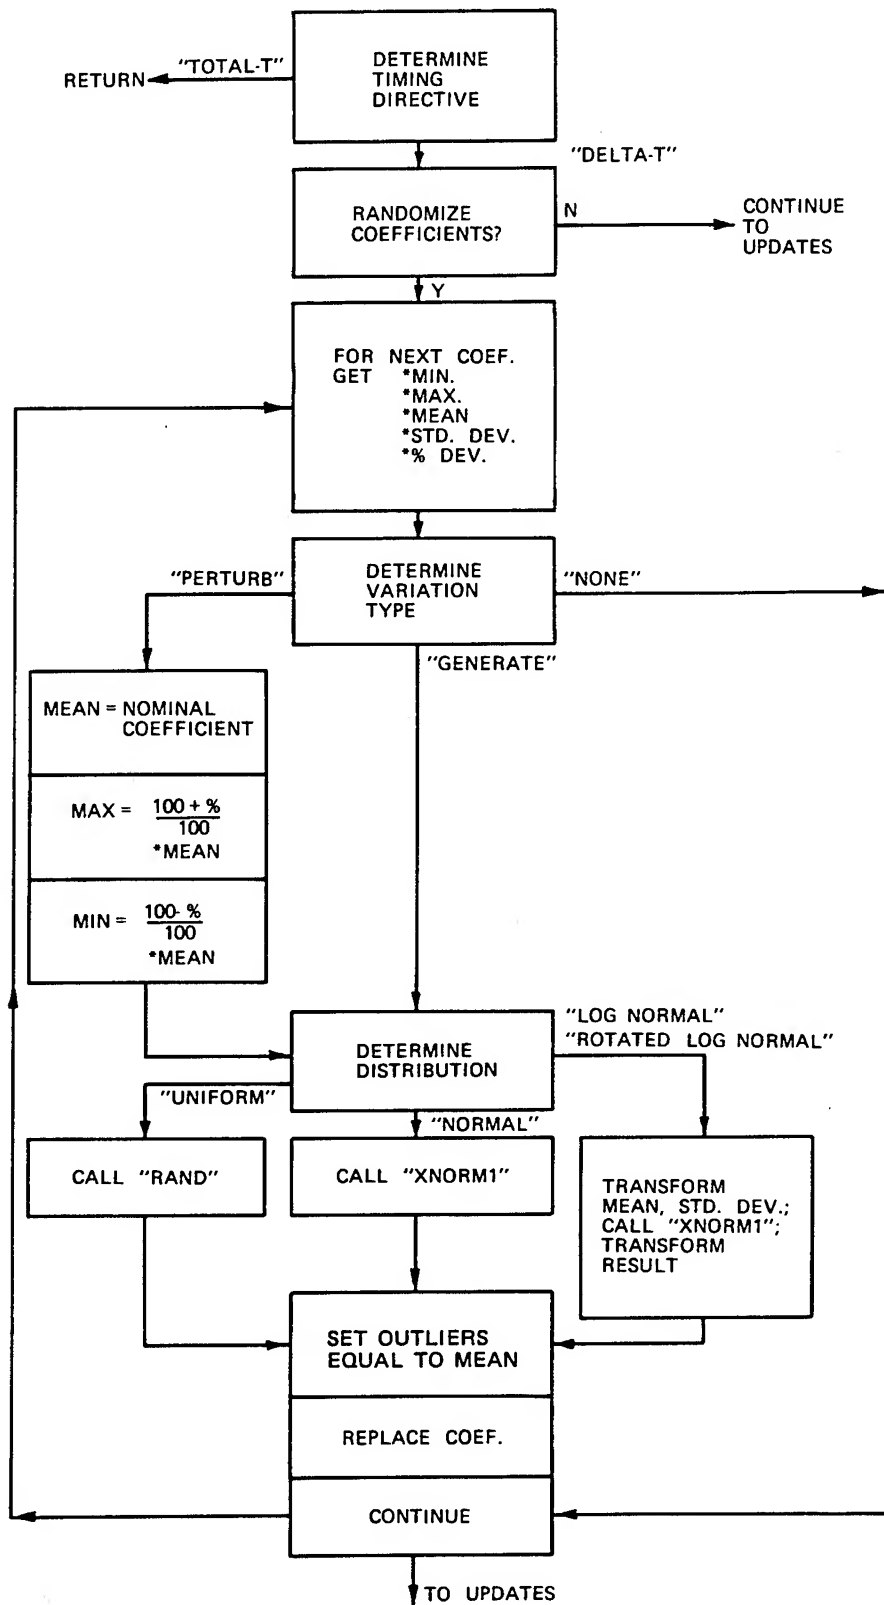 DETERMINE
TIMING
DIRECTIVE
"TOTAL-T"
RETURN
"DELTA-T"
RANDOMIZE
COEFFICIENTS?
N
CONTINUE
TO
UPDATES
Y
FOR NEXT COEF.
GET *MIN.
*MAX.
*MEAN
*STD. DEV.
*% DEV.
"PERTURB"
DETERMINE
VARIATION
TYPE
"NONE"
"GENERATE"
MEAN = NOMINAL
COEFFICIENT
MAX = 100 + %
100
*MEAN
MIN = 100- %
100
*MEAN
"LOG NORMAL"
"ROTATED LOG NORMAL"
DETERMINE
DISTRIBUTION
"UNIFORM"
"NORMAL"
CALL "RAND"
CALL "XNORM1"
TRANSFORM
MEAN, STD. DEV.;
CALL "XNORM1";
TRANSFORM
RESULT
SET OUTLIERS
EQUAL TO MEAN
REPLACE COEF.
CONTINUE
TO UPDATES